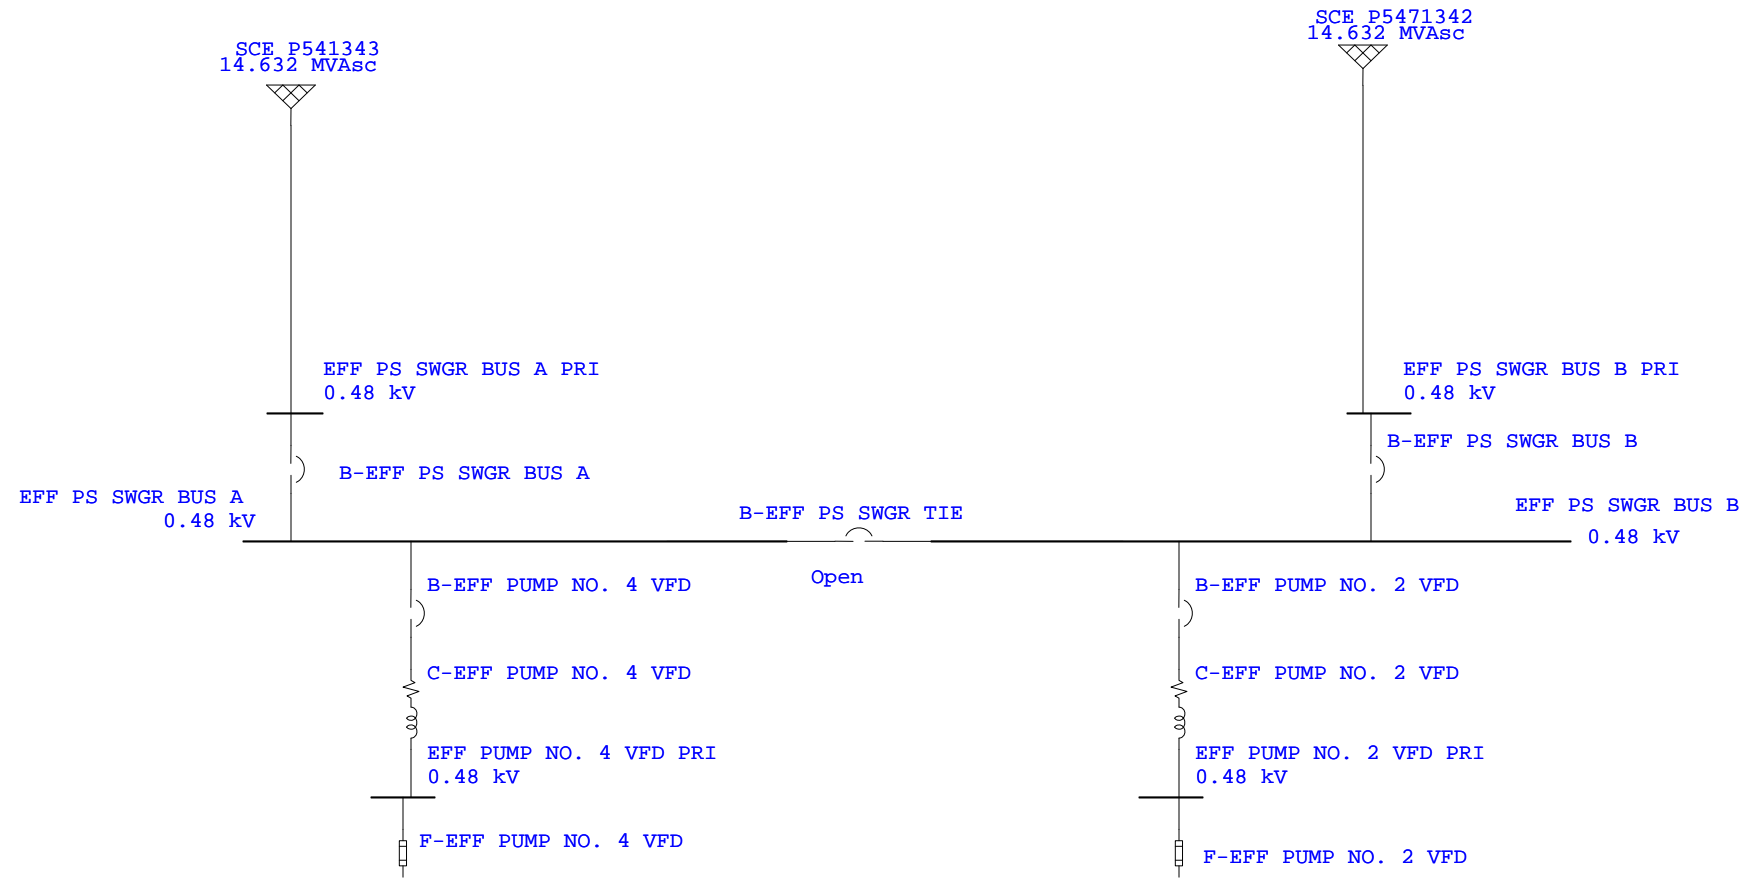 SCE P5471342
14.632 MVAsc
SCE P541343
14.632 MVAsc
EFF PS SWGR BUS A PRI
0.48 kV
EFF PS SWGR BUS B PRI
0.48 kV
B-EFF PS SWGR BUS B
B-EFF PS SWGR BUS A
EFF PS SWGR BUS A
0.48 kV
B-EFF PS SWGR TIE
EFF PS SWGR BUS B
0.48 kV
Open
B-EFF PUMP NO. 4 VFD
B-EFF PUMP NO. 2 VFD
C-EFF PUMP NO. 4 VFD
C-EFF PUMP NO. 2 VFD
EFF PUMP NO. 4 VFD PRI
0.48 kV
EFF PUMP NO. 2 VFD PRI
0.48 kV
F-EFF PUMP NO. 4 VFD
F-EFF PUMP NO. 2 VFD